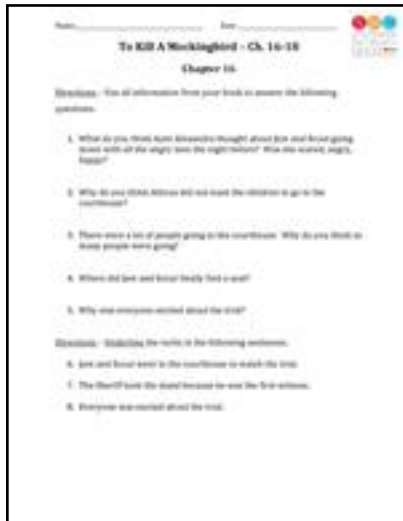 Name
Date
To Kill A Mockingbird – Ch. 16-18
Chapter 16
Directions – Use all information from your book to answer the following
questions.
1. What do you think Aunt Alexandra thought about Jem and Scout going
down with all the angry men the night before? Was she scared, angry,
happy?
2. Why do you think Atticus did not want the children to go to the
courthouse?
3. There were a lot of people going to the courthouse. Why do you think so
many people were going?
4. Where did Jem and Scout finally find a seat?
5. Why was everyone excited about the trial?
Directions – Underline the verbs in the following sentences.
6. Jem and Scout went to the courthouse to watch the trial.
7. The Sheriff took the stand because he was the first witness.
8. Everyone was excited about the trial.